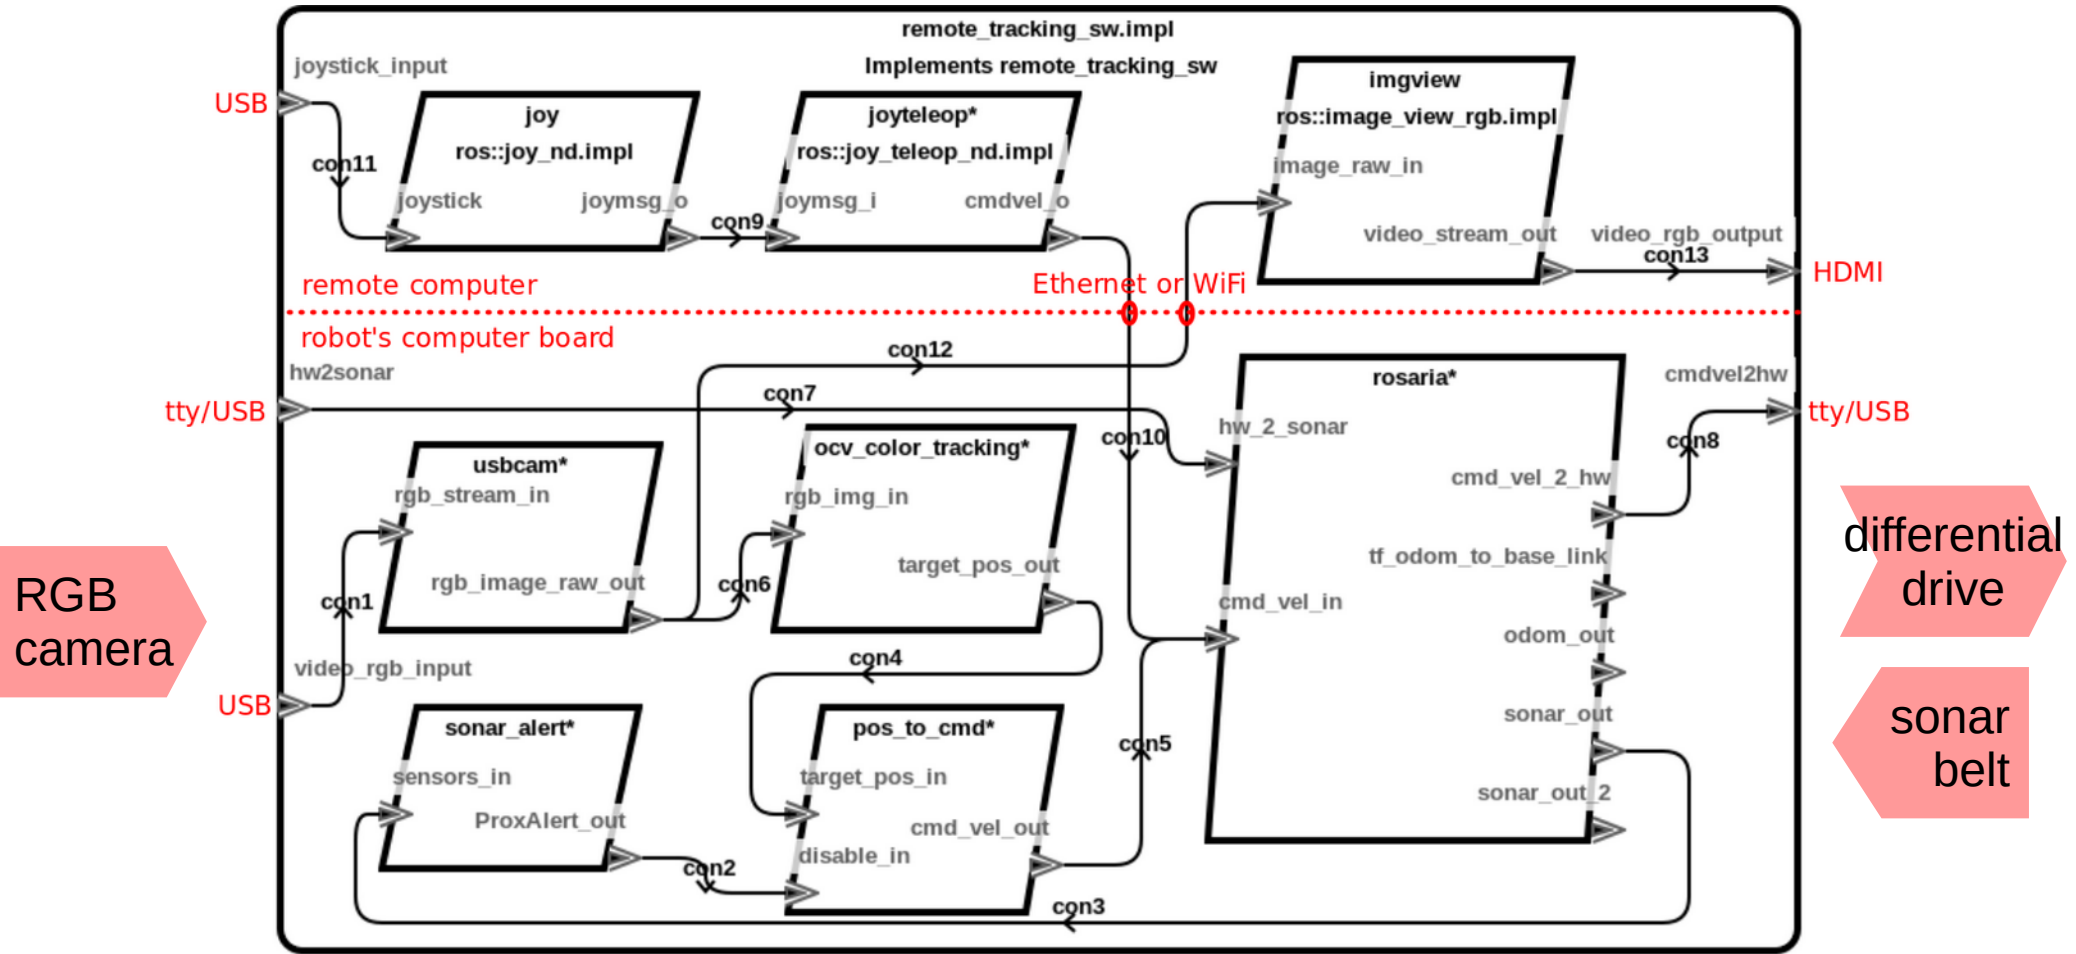 remote_tracking_sw.impl
Implements remote_tracking_sw
joystick_input
USB
con11
joy
ros::joy_nd.impl
joystick
joymsg_o
con9
joyteleop*
ros::joy_teleop_nd.impl
joymsg_i
cmdvel_o
imgview
ros::image_view_rgb.impl
image_raw_in
video_stream_out
video_rgb_output
con13
HDMI
remote computer
Ethernet or WiFi
robot's computer board
hw2sonar
tty/USB
con12
con7
con10
usbcam*
rgb_stream_in
rgb_image_raw_out
con1
con6
ocv_color_tracking*
rgb_img_in
target_pos_out
con4
rosaria*
hw_2_sonar
cmd_vel_2_hw
tf_odom_to_base_link
cmd_vel_in
odom_out
sonar_out
sonar_out_2
cmdvel2hw
tty/USB
con8
RGB
camera
video_rgb_input
USB
sonar_alert*
sensors_in
ProxAlert_out
con2
pos_to_cmd*
target_pos_in
cmd_vel_out
disable_in
con5
con3
differential
drive
sonar
belt